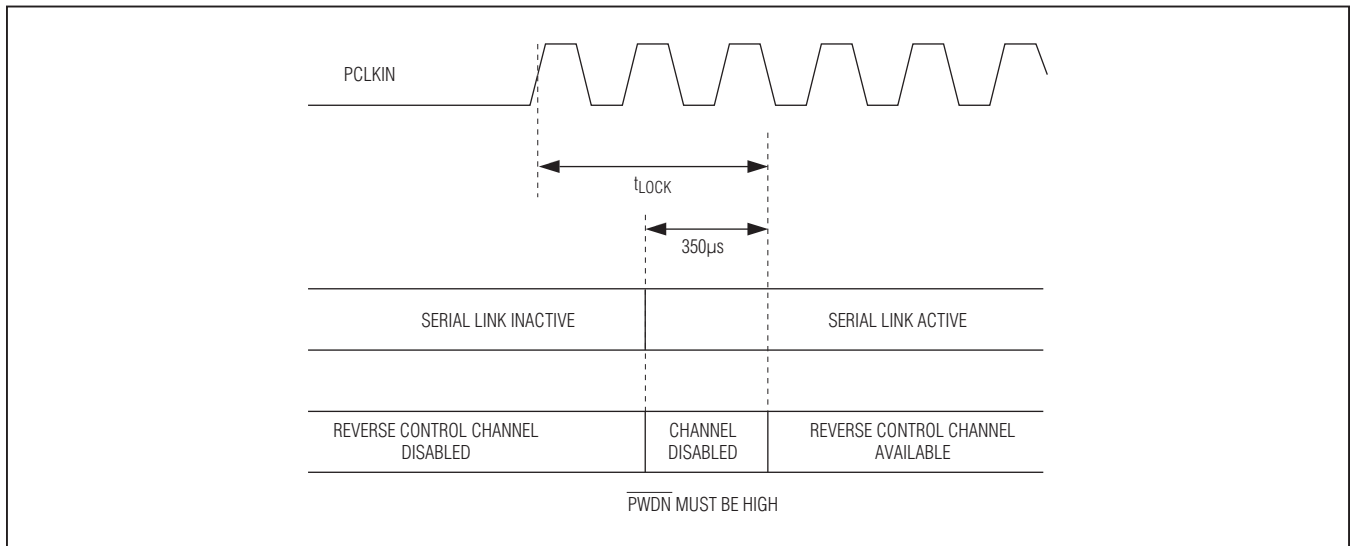 PCLKIN
tLOCK
350µs
SERIAL LINK INACTIVE
SERIAL LINK ACTIVE
REVERSE CONTROL CHANNEL
DISABLED
CHANNEL
DISABLED
REVERSE CONTROL CHANNEL
AVAILABLE
PWDN MUST BE HIGH